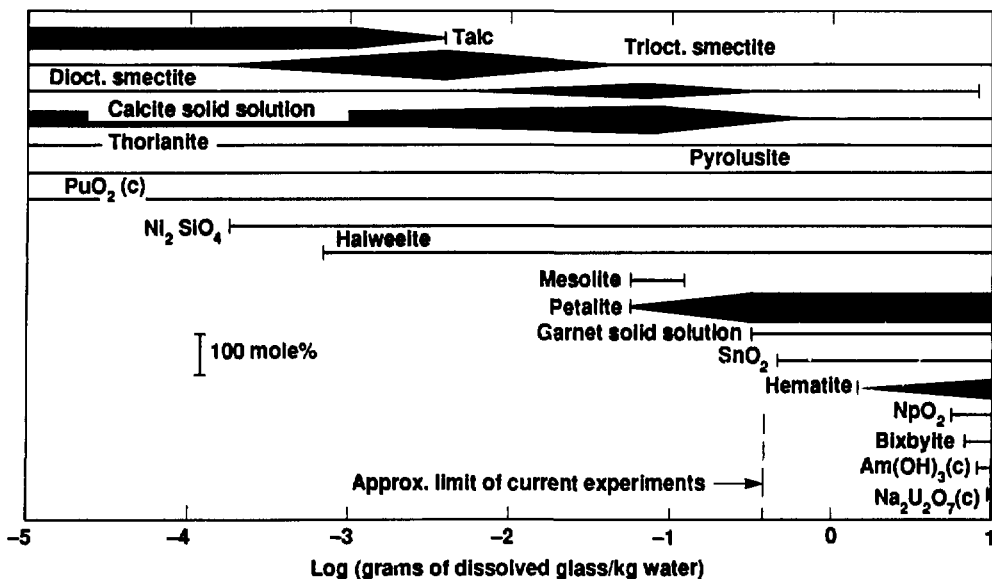 Talc
Trioct. smectite
Dioct. smectite
Calcite solid solution
Thorianite
Pyrolusite
PuO₂ (c)
Ni₂ SiO₄
Haiweeite
Mesolite
Petalite
Garnet solid solution
100 mole%
SnO₂
Hematite
NpO₂
Bixbyite
Am(OH)₃(c)
Approx. limit of current experiments
Na₂U₂O₇(c)
−5 −4 −3 −2 −1 0 1
Log (grams of dissolved glass/kg water)